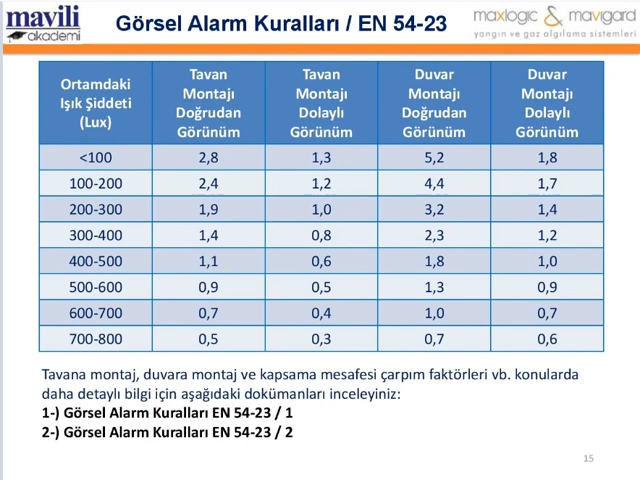 mavili
akademi
Görsel Alarm Kuralları / EN 54-23
maxlogic & mavigard
yangın ve gaz algılama sistemleri
Ortamdaki Işık Şiddeti (Lux) | Tavan Montajı Doğrudan Görünüm | Tavan Montajı Dolaylı Görünüm | Duvar Montajı Doğrudan Görünüm | Duvar Montajı Dolaylı Görünüm
<100 | 2,8 | 1,3 | 5,2 | 1,8
100-200 | 2,4 | 1,2 | 4,4 | 1,7
200-300 | 1,9 | 1,0 | 3,2 | 1,4
300-400 | 1,4 | 0,8 | 2,3 | 1,2
400-500 | 1,1 | 0,6 | 1,8 | 1,0
500-600 | 0,9 | 0,5 | 1,3 | 0,9
600-700 | 0,7 | 0,4 | 1,0 | 0,7
700-800 | 0,5 | 0,3 | 0,7 | 0,6
Tavana montaj, duvara montaj ve kapsama mesafesi çarpım faktörleri vb. konularda
daha detaylı bilgi için aşağıdaki dokümanları inceleyiniz:
1-) Görsel Alarm Kuralları EN 54-23 / 1
2-) Görsel Alarm Kuralları EN 54-23 / 2
15